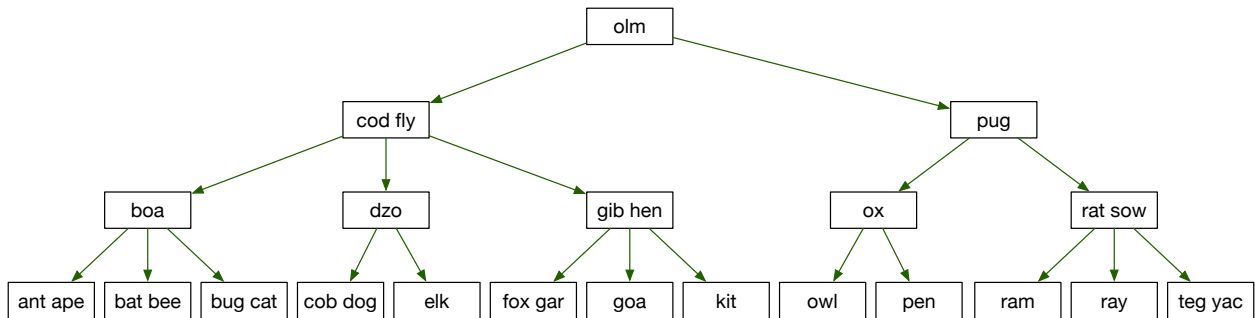 olm
cod fly
pug
boa
dzo
gib hen
ox
rat sow
ant ape
bat bee
bug cat
cob dog
elk
fox gar
goa
kit
owl
pen
ram
ray
teg yac